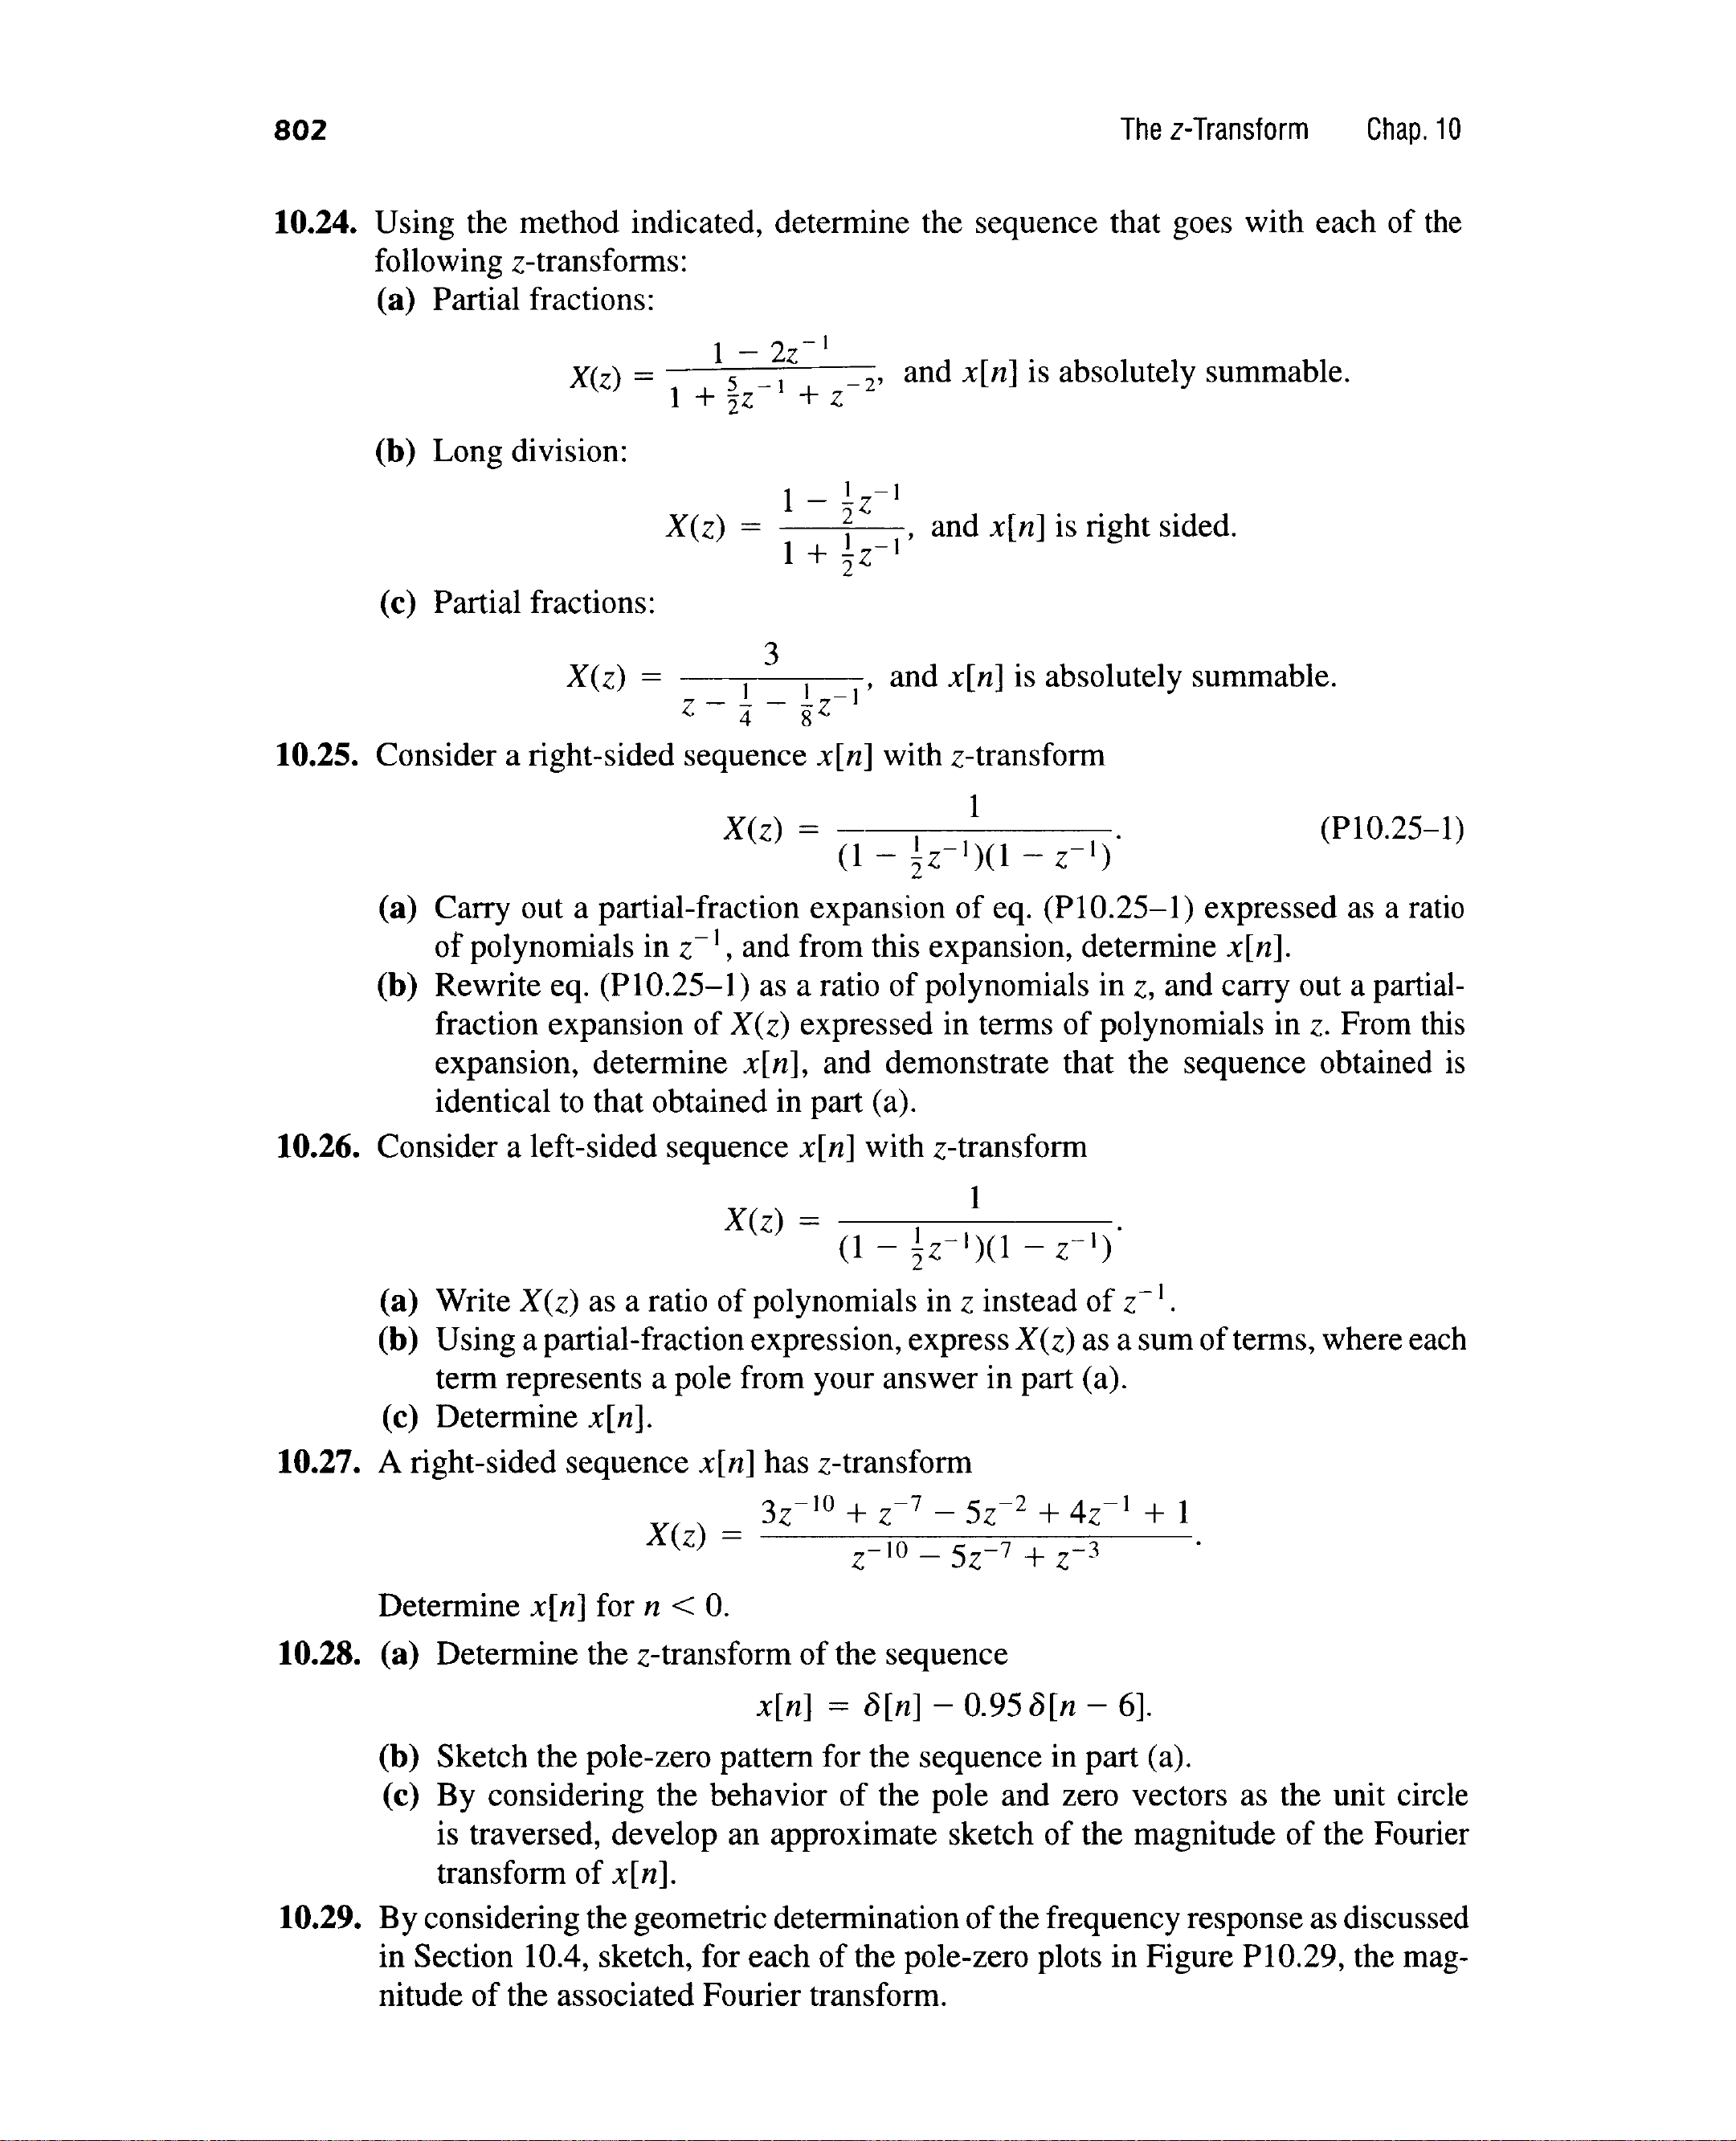 802 The z-Transform Chap. 10
10.24. Using the method indicated, determine the sequence that goes with each of the
following z-transforms:
(a) Partial fractions:
X(z) = \frac{1 - 2z^{-1}}{1 + \frac{5}{2}z^{-1} + z^{-2}}, and x[n] is absolutely summable.
(b) Long division:
X(z) = \frac{1 - \frac{1}{2}z^{-1}}{1 + \frac{1}{2}z^{-1}}, and x[n] is right sided.
(c) Partial fractions:
X(z) = \frac{3}{z - \frac{1}{4} - \frac{1}{8}z^{-1}}, and x[n] is absolutely summable.
10.25. Consider a right-sided sequence x[n] with z-transform
X(z) = \frac{1}{(1 - \frac{1}{2}z^{-1})(1 - z^{-1})}. (P10.25–1)
(a) Carry out a partial-fraction expansion of eq. (P10.25–1) expressed as a ratio
of polynomials in z^{-1}, and from this expansion, determine x[n].
(b) Rewrite eq. (P10.25–1) as a ratio of polynomials in z, and carry out a partial-
fraction expansion of X(z) expressed in terms of polynomials in z. From this
expansion, determine x[n], and demonstrate that the sequence obtained is
identical to that obtained in part (a).
10.26. Consider a left-sided sequence x[n] with z-transform
X(z) = \frac{1}{(1 - \frac{1}{2}z^{-1})(1 - z^{-1})}.
(a) Write X(z) as a ratio of polynomials in z instead of z^{-1}.
(b) Using a partial-fraction expression, express X(z) as a sum of terms, where each
term represents a pole from your answer in part (a).
(c) Determine x[n].
10.27. A right-sided sequence x[n] has z-transform
X(z) = \frac{3z^{-10} + z^{-7} - 5z^{-2} + 4z^{-1} + 1}{z^{-10} - 5z^{-7} + z^{-3}}.
Determine x[n] for n < 0.
10.28. (a) Determine the z-transform of the sequence
x[n] = δ[n] − 0.95 δ[n − 6].
(b) Sketch the pole-zero pattern for the sequence in part (a).
(c) By considering the behavior of the pole and zero vectors as the unit circle
is traversed, develop an approximate sketch of the magnitude of the Fourier
transform of x[n].
10.29. By considering the geometric determination of the frequency response as discussed
in Section 10.4, sketch, for each of the pole-zero plots in Figure P10.29, the mag-
nitude of the associated Fourier transform.